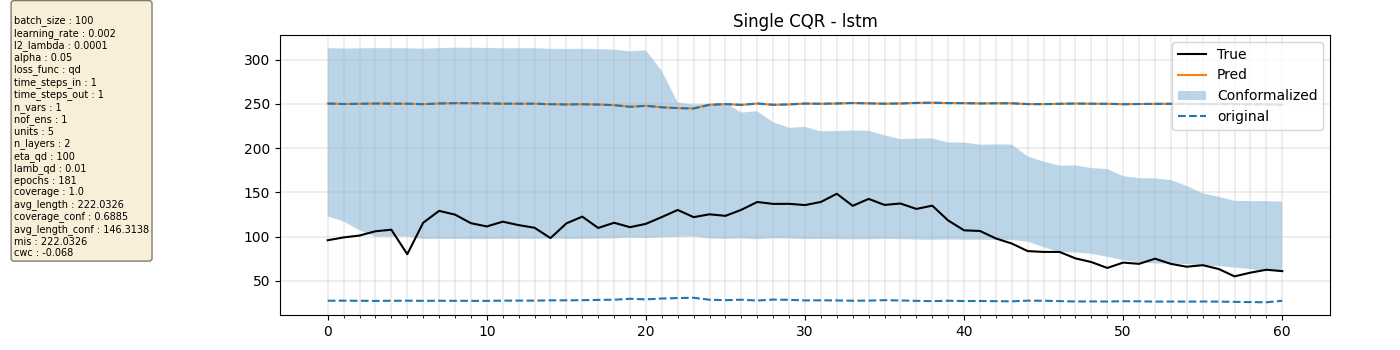 batch_size : 100
learning_rate : 0.002
l2_lambda : 0.0001
alpha : 0.05
loss_func : qd
time_steps_in : 1
time_steps_out : 1
n_vars : 1
nof_ens : 1
units : 5
n_layers : 2
eta_qd : 100
lamb_qd : 0.01
epochs : 181
coverage : 1.0
avg_length : 222.0326
coverage_conf : 0.6885
avg_length_conf : 146.3138
mis : 222.0326
cwc : -0.068
Single CQR - lstm
300
250
200
150
100
50
0 10 20 30 40 50 60
True
Pred
Conformalized
original